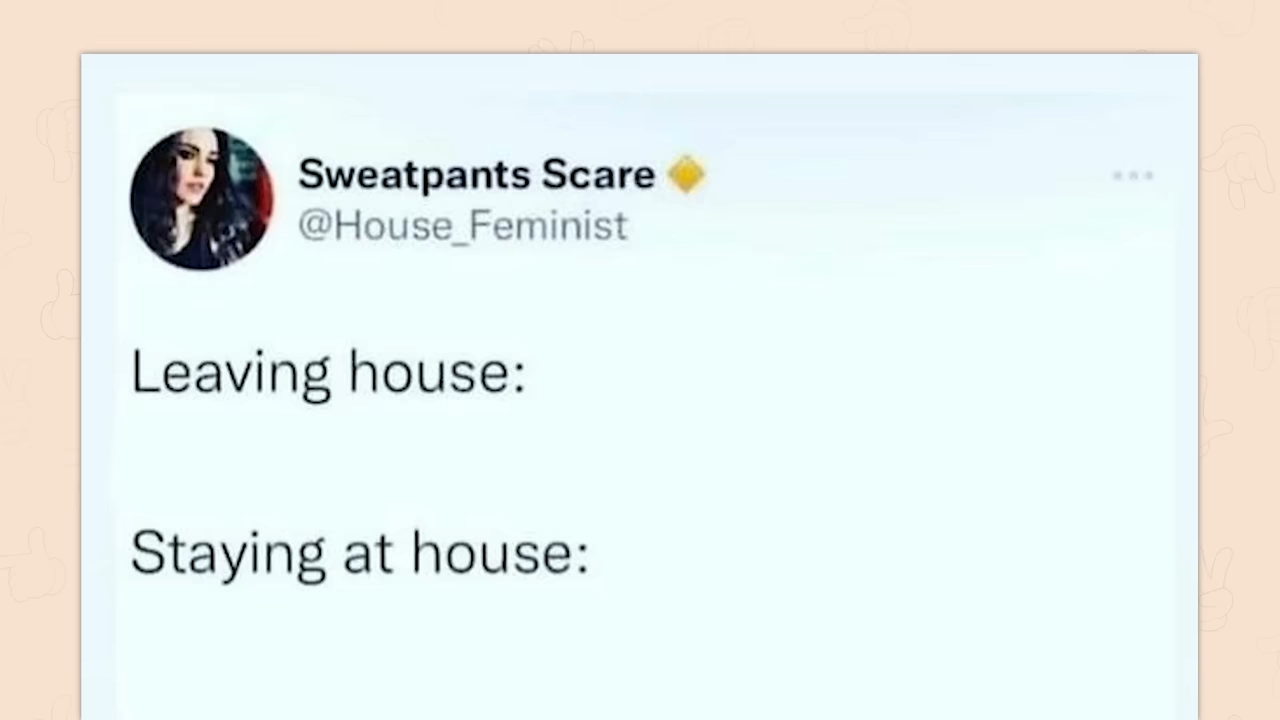 Sweatpants Scare
@House_Feminist
Leaving house:
Staying at house: